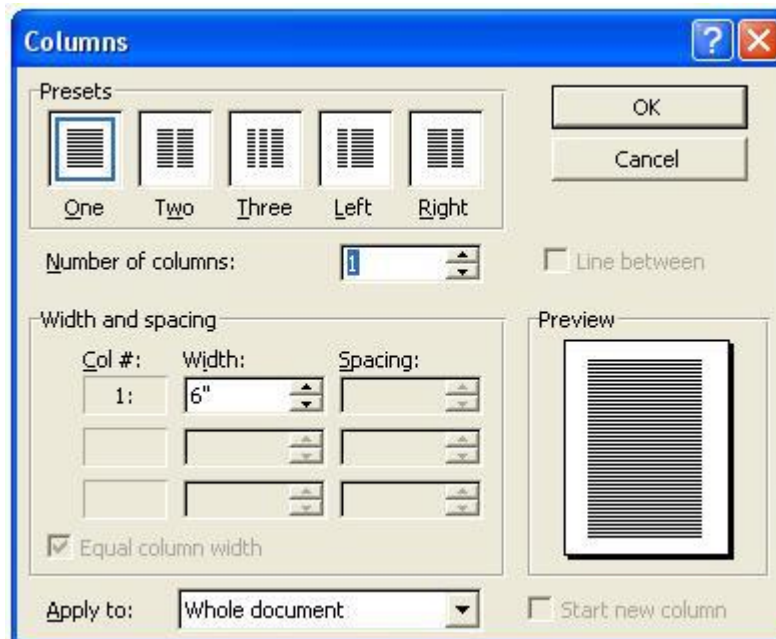 Columns
Presets
One Two Three Left Right
OK
Cancel
Number of columns: 1
Line between
Width and spacing
Col #: Width: Spacing:
1: 6"
Equal column width
Preview
Apply to: Whole document
Start new column